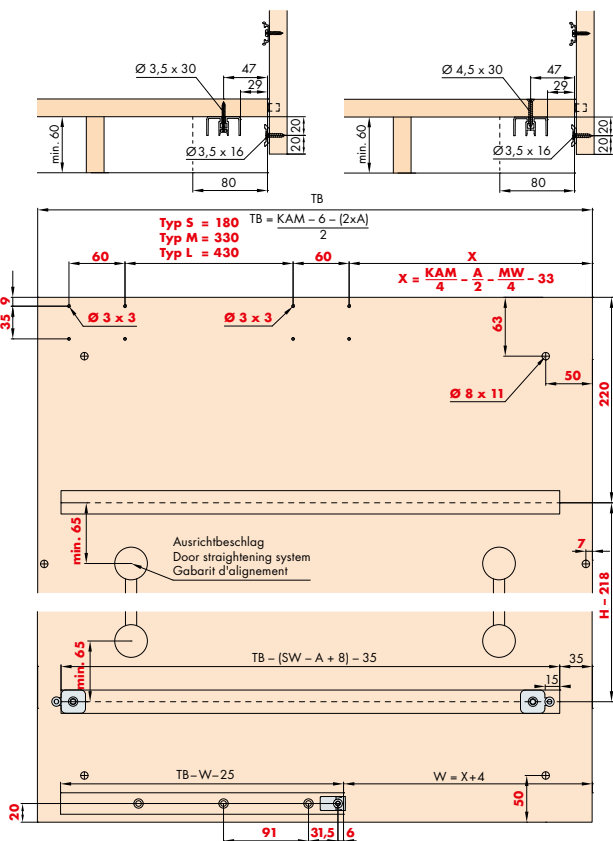 Ø 3,5 x 30
47
29
min. 60
20
20
Ø 3,5 x 16
80
Ø 4,5 x 30
47
29
min. 60
20
20
Ø 3,5 x 16
80
TB
Typ S = 180
Typ M = 330
Typ L = 430
TB = KAM – 6 – (2xA)
2
60
60
X
X = KAM – A – MW – 33
4 2 4
9
35
Ø 3 x 3
Ø 3 x 3
63
Ø 8 x 11
50
220
min. 65
Ausrichtbeschlag
Door straightening system
Gabarit d'alignement
7
H – 218
min. 65
TB – (SW – A + 8) – 35
35
15
TB–W–25
W = X+4
50
20
91
31,5
6